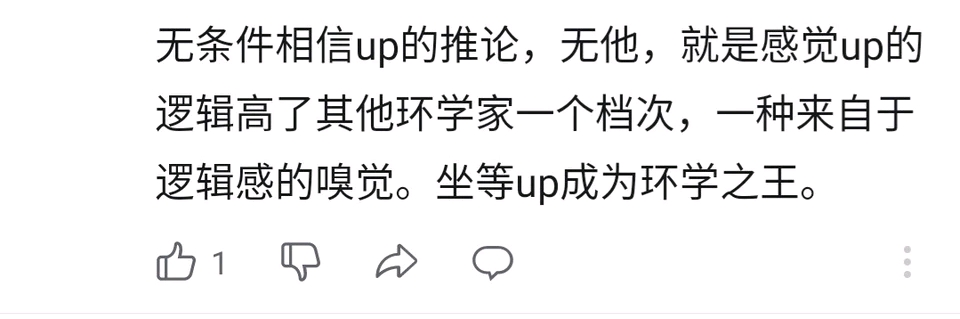 无条件相信up的推论，无他，就是感觉up的
逻辑高了其他环学家一个档次，一种来自于
逻辑感的嗅觉。坐等up成为环学之王。
1